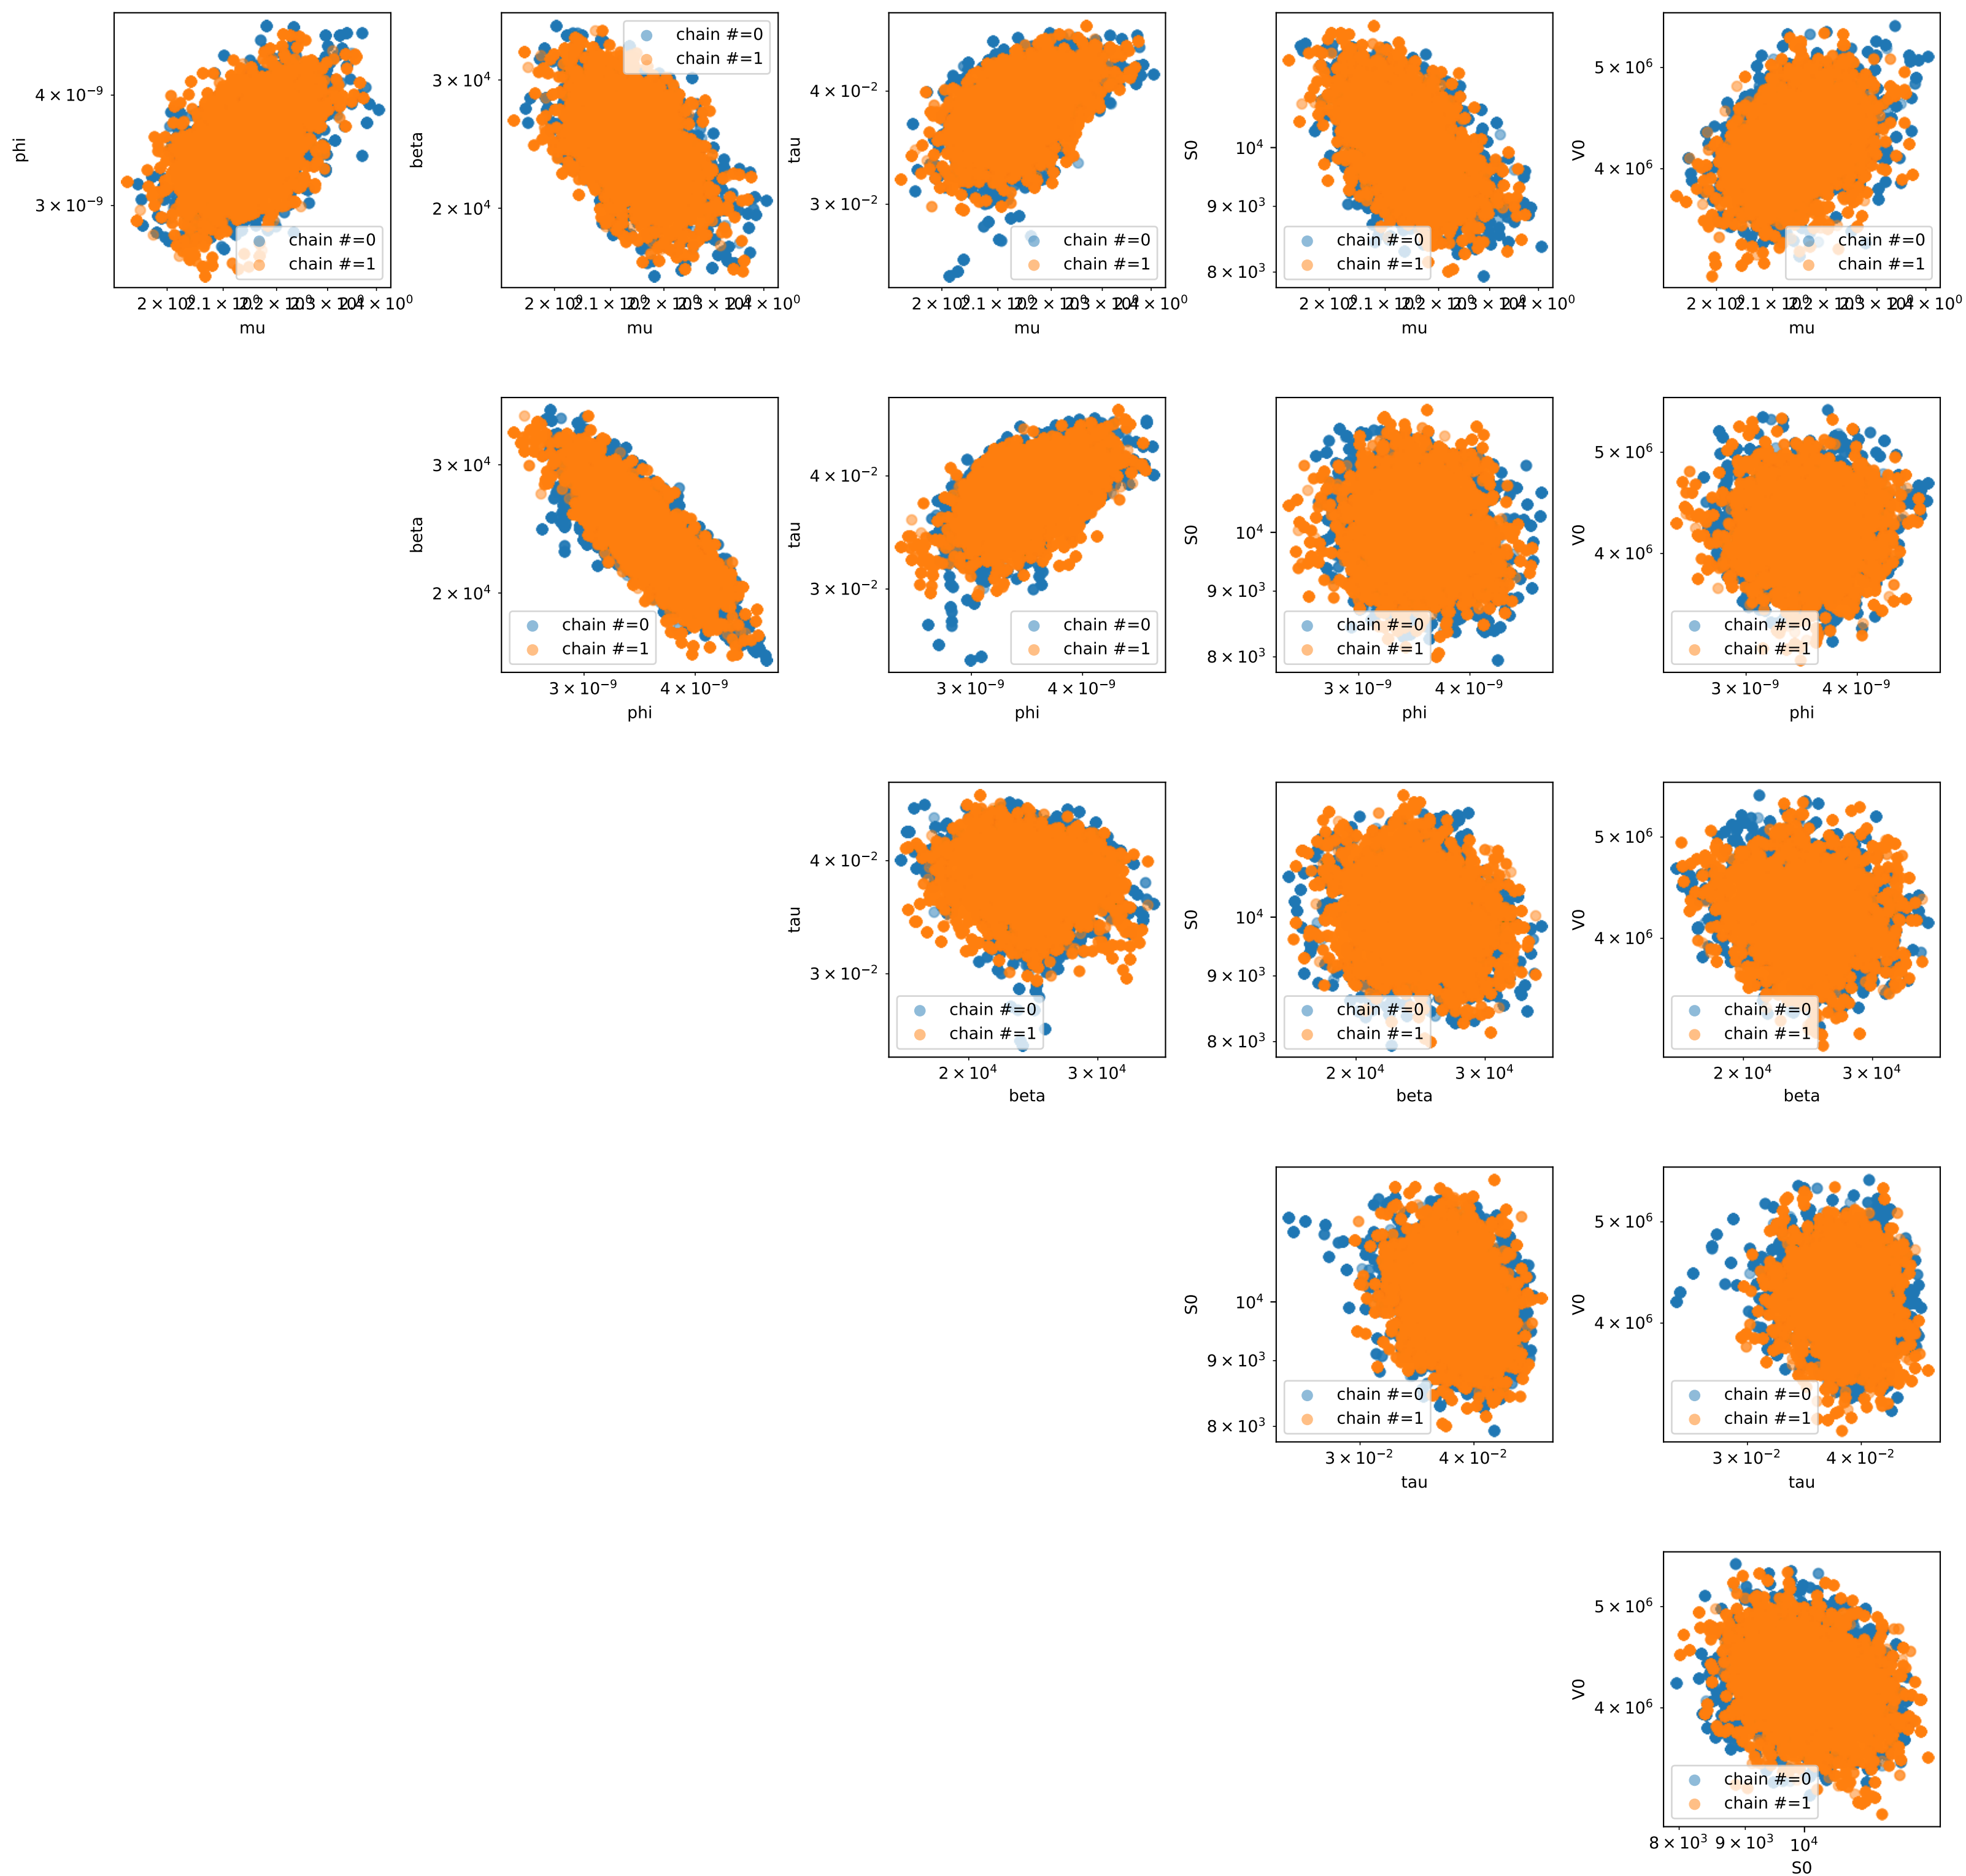 phi
4 × 10⁻⁹
3 × 10⁻⁹
chain #=0
chain #=1
mu
beta
3 × 10⁴
2 × 10⁴
chain #=0
chain #=1
mu
tau
4 × 10⁻²
3 × 10⁻²
chain #=0
chain #=1
mu
S0
10⁴
9 × 10³
8 × 10³
chain #=0
chain #=1
mu
V0
5 × 10⁶
4 × 10⁶
chain #=0
chain #=1
mu
beta
3 × 10⁴
2 × 10⁴
chain #=0
chain #=1
3 × 10⁻⁹ 4 × 10⁻⁹
phi
tau
4 × 10⁻²
3 × 10⁻²
chain #=0
chain #=1
3 × 10⁻⁹ 4 × 10⁻⁹
phi
S0
10⁴
9 × 10³
8 × 10³
chain #=0
chain #=1
3 × 10⁻⁹ 4 × 10⁻⁹
phi
V0
5 × 10⁶
4 × 10⁶
chain #=0
chain #=1
3 × 10⁻⁹ 4 × 10⁻⁹
phi
tau
4 × 10⁻²
3 × 10⁻²
chain #=0
chain #=1
2 × 10⁴ 3 × 10⁴
beta
S0
10⁴
9 × 10³
8 × 10³
chain #=0
chain #=1
2 × 10⁴ 3 × 10⁴
beta
V0
5 × 10⁶
4 × 10⁶
chain #=0
chain #=1
2 × 10⁴ 3 × 10⁴
beta
S0
10⁴
9 × 10³
8 × 10³
chain #=0
chain #=1
3 × 10⁻² 4 × 10⁻²
tau
V0
5 × 10⁶
4 × 10⁶
chain #=0
chain #=1
3 × 10⁻² 4 × 10⁻²
tau
V0
5 × 10⁶
4 × 10⁶
chain #=0
chain #=1
8 × 10³ 9 × 10³ 10⁴
S0